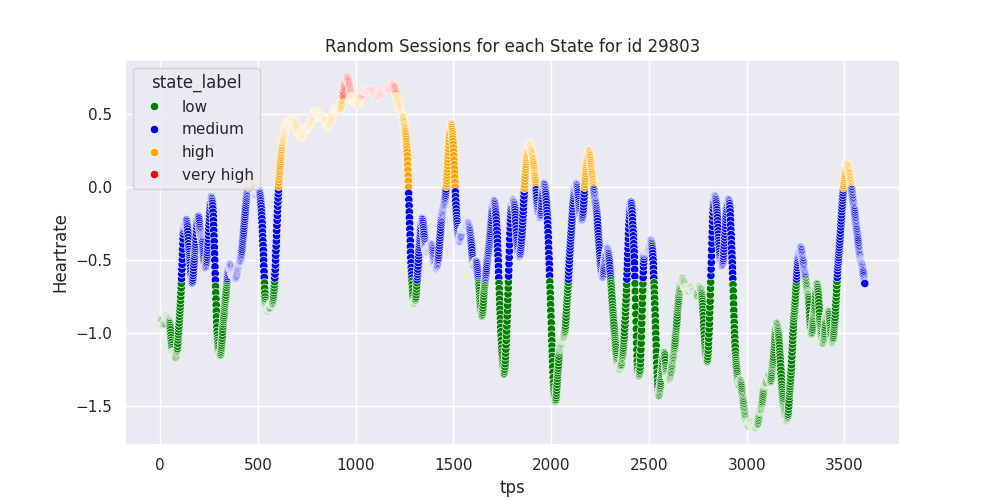 Random Sessions for each State for id 29803
state_label
low
medium
high
very high
Heartrate
0.5
0.0
−0.5
−1.0
−1.5
0 500 1000 1500 2000 2500 3000 3500
tps